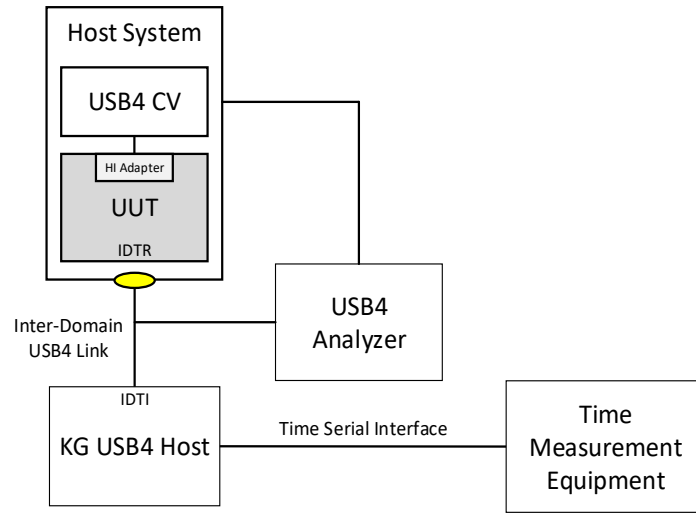 Host System
USB4 CV
HI Adapter
UUT
IDTR
Inter-Domain
USB4 Link
USB4
Analyzer
IDTI
KG USB4 Host
Time Serial Interface
Time
Measurement
Equipment